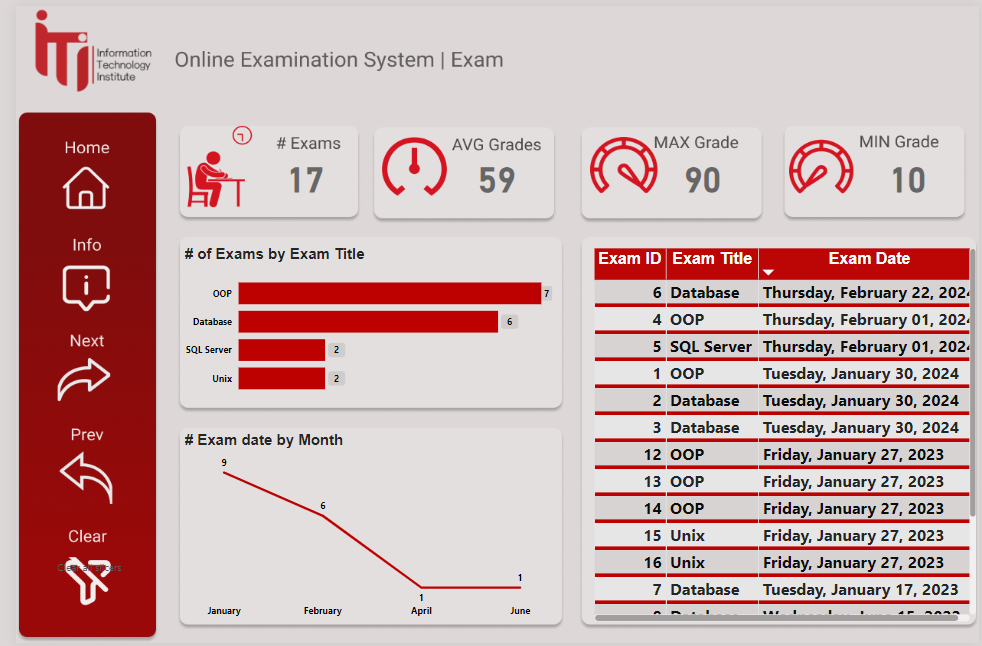 iTi
Information
Technology
Institute
Online Examination System | Exam
Home
Info
Next
Prev
Clear
Clear all slicers
# Exams
17
AVG Grades
59
MAX Grade
90
MIN Grade
10
# of Exams by Exam Title
OOP 7
Database 6
SQL Server 2
Unix 2
# Exam date by Month
9
6
1
1
January February April June
Exam ID Exam Title Exam Date
6 Database Thursday, February 22, 2024
4 OOP Thursday, February 01, 2024
5 SQL Server Thursday, February 01, 2024
1 OOP Tuesday, January 30, 2024
2 Database Tuesday, January 30, 2024
3 Database Tuesday, January 30, 2024
12 OOP Friday, January 27, 2023
13 OOP Friday, January 27, 2023
14 OOP Friday, January 27, 2023
15 Unix Friday, January 27, 2023
16 Unix Friday, January 27, 2023
7 Database Tuesday, January 17, 2023